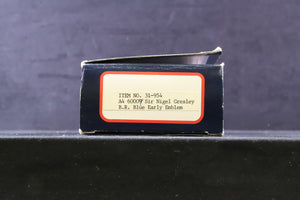 ITEM NO. 31-954
A4 60007 Sir Nigel Gresley
B.R. Blue Early Emblem